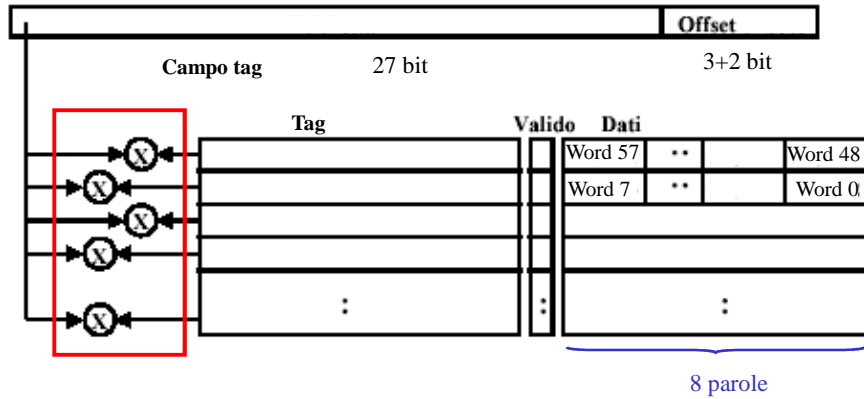 Offset
Campo tag 27 bit 3+2 bit
Tag Valido Dati
X Word 57 .. Word 48
X Word 7 .. Word 0
X
X
X : : :
8 parole